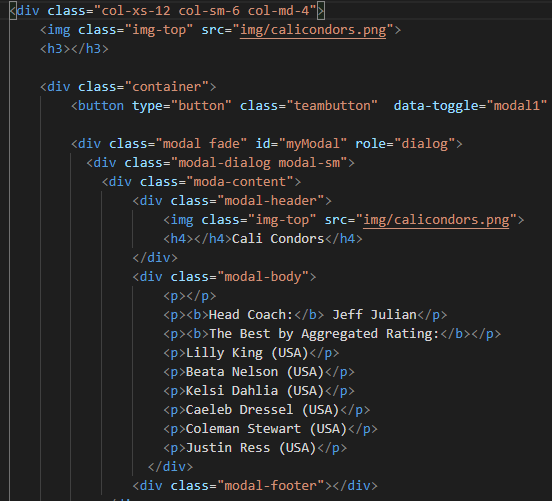 <div class="col-xs-12 col-sm-6 col-md-4">
<img class="img-top" src="img/calicondors.png">
<h3></h3>
<div class="container">
<button type="button" class="teambutton"  data-toggle="modal1"
<div class="modal fade" id="myModal" role="dialog">
<div class="modal-dialog modal-sm">
<div class="moda-content">
<div class="modal-header">
<img class="img-top" src="img/calicondors.png">
<h4></h4>Cali Condors</h4>
</div>
<div class="modal-body">
<p></p>
<p><b>Head Coach:</b> Jeff Julian</p>
<p><b>The Best by Aggregated Rating:</b></p>
<p>Lilly King (USA)</p>
<p>Beata Nelson (USA)</p>
<p>Kelsi Dahlia (USA)</p>
<p>Caeleb Dressel (USA)</p>
<p>Coleman Stewart (USA)</p>
<p>Justin Ress (USA)</p>
</div>
<div class="modal-footer"></div>